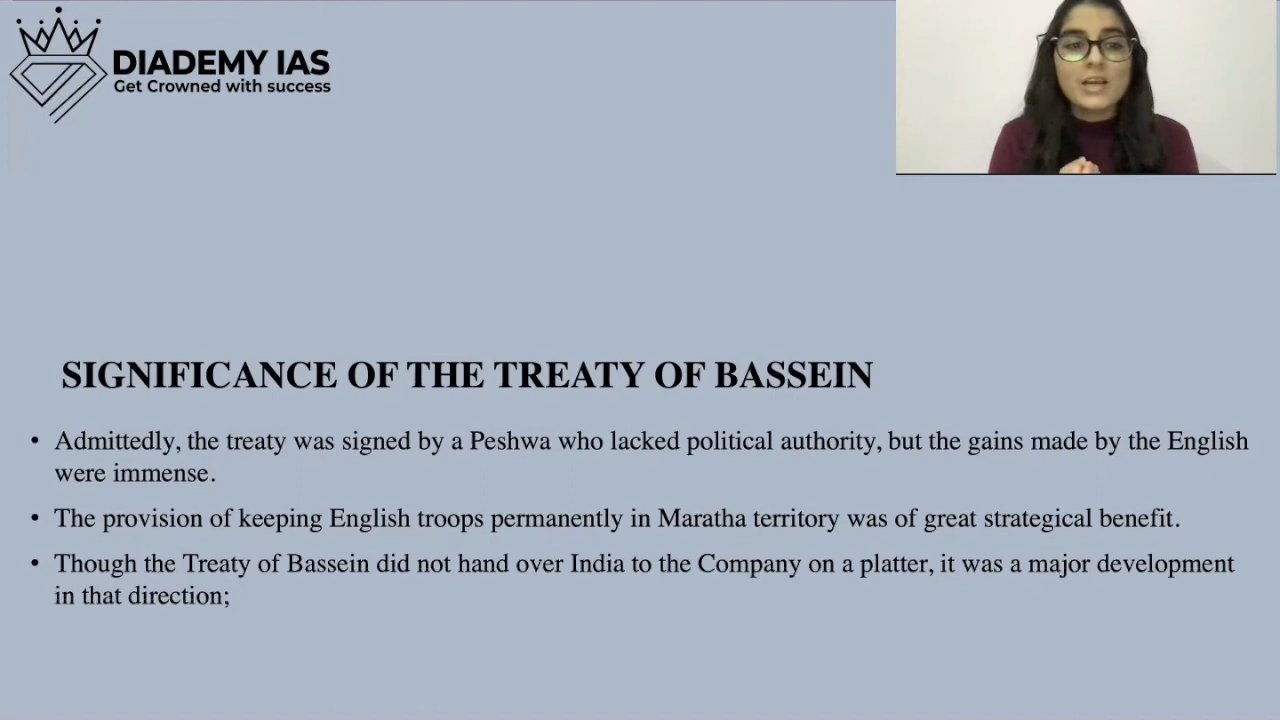 DIADEMY IAS
Get Crowned with success
SIGNIFICANCE OF THE TREATY OF BASSEIN
• Admittedly, the treaty was signed by a Peshwa who lacked political authority, but the gains made by the English
were immense.
• The provision of keeping English troops permanently in Maratha territory was of great strategical benefit.
• Though the Treaty of Bassein did not hand over India to the Company on a platter, it was a major development
in that direction;